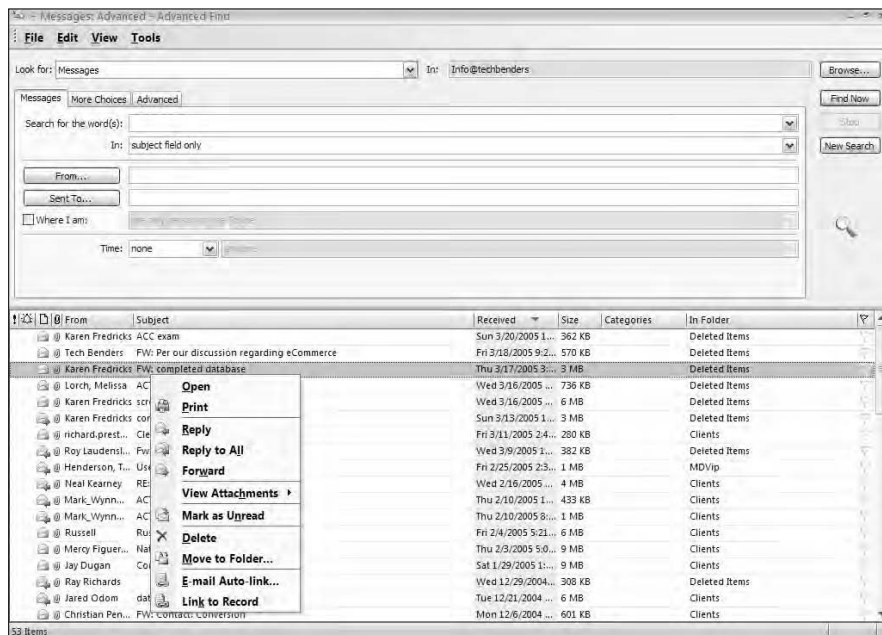 Messages: Advanced - Advanced Find
File Edit View Tools
Look for: Messages In: Info@techbenders Browse...
Messages More Choices Advanced Find Now
Search for the word(s): Stop
In: subject field only New Search
From...
Sent To...
Where I am:
Time: none anytime
From Subject Received Size Categories In Folder
Karen Fredricks ACC exam Sun 3/20/2005 1... 362 KB Deleted Items
Tech Benders FW: Per our discussion regarding eCommerce Fri 3/18/2005 9:2... 570 KB Deleted Items
Karen Fredricks FW: completed database Thu 3/17/2005 3:... 3 MB Deleted Items
Lorch, Melissa AC Wed 3/16/2005 ... 736 KB Deleted Items
Karen Fredricks scr Wed 3/16/2005 ... 6 MB Deleted Items
Karen Fredricks cor Sun 3/13/2005 1... 3 MB Deleted Items
richard.prest... Cle Fri 3/11/2005 2:4... 280 KB Clients
Roy Laudensl... Fw: Wed 3/9/2005 1... 382 KB Deleted Items
Henderson, T... Use Fri 2/25/2005 2:3... 1 MB MDVip
Neal Kearney RE: Wed 2/16/2005 ... 4 MB Clients
Mark_Wynn... AC Thu 2/10/2005 1... 433 KB Clients
Mark_Wynn... AC Thu 2/10/2005 8:... 1 MB Clients
Russell Ru Fri 2/4/2005 5:21... 6 MB Clients
Mercy Figuer... Nat Thu 2/3/2005 5:0... 9 MB Clients
Jay Dugan Co Sat 1/29/2005 1:... 9 MB Clients
Ray Richards Wed 12/29/2004... 308 KB Deleted Items
Jared Odom dat Tue 12/21/2004 ... 6 MB Clients
Christian Pen... FW: Contact: Conversion Mon 12/6/2004 ... 601 KB Clients
Open
Print
Reply
Reply to All
Forward
View Attachments
Mark as Unread
Delete
Move to Folder...
E-mail Auto-link...
Link to Record
53 Items